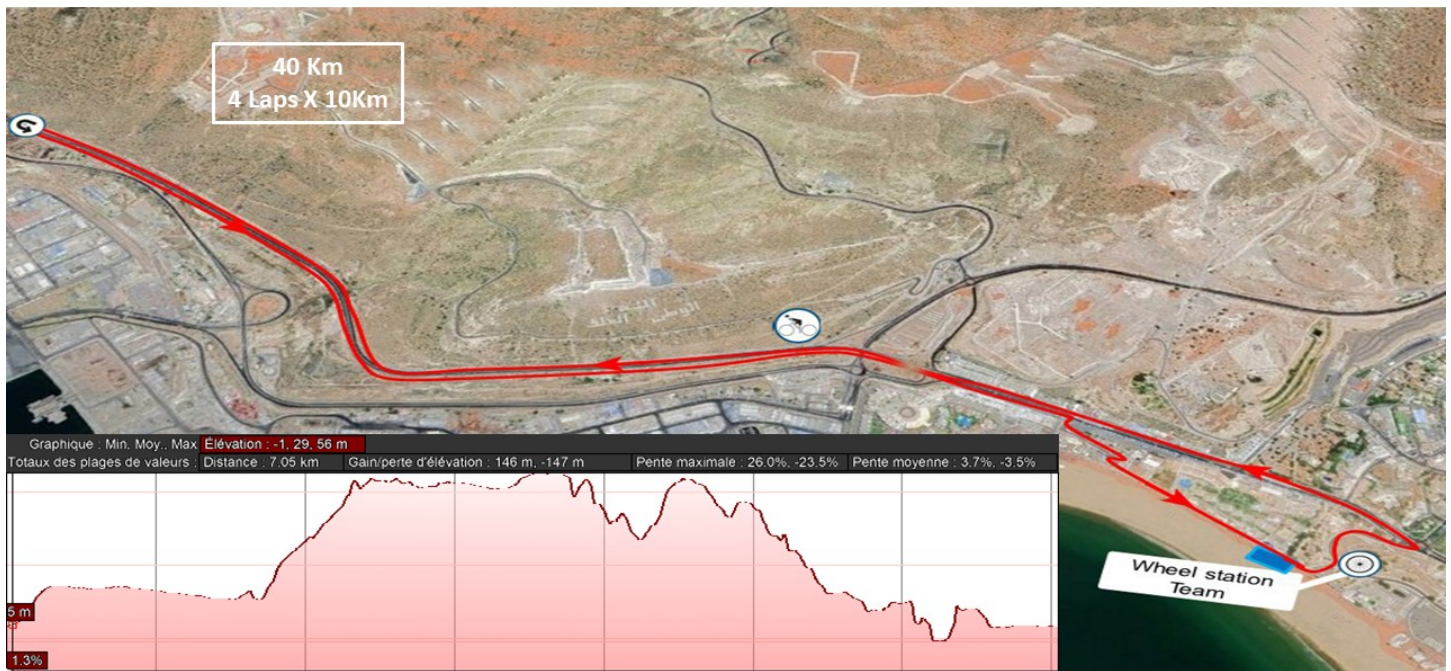 40 Km
4 Laps X 10Km
Wheel station
Team
Graphique : Min. Moy., Max Élévation : -1, 29, 56 m
Totaux des plages de valeurs : Distance : 7.05 km Gain/perte d'élévation : 146 m, -147 m Pente maximale : 26.0%, -23.5% Pente moyenne : 3.7%, -3.5%
5 m
1.3%